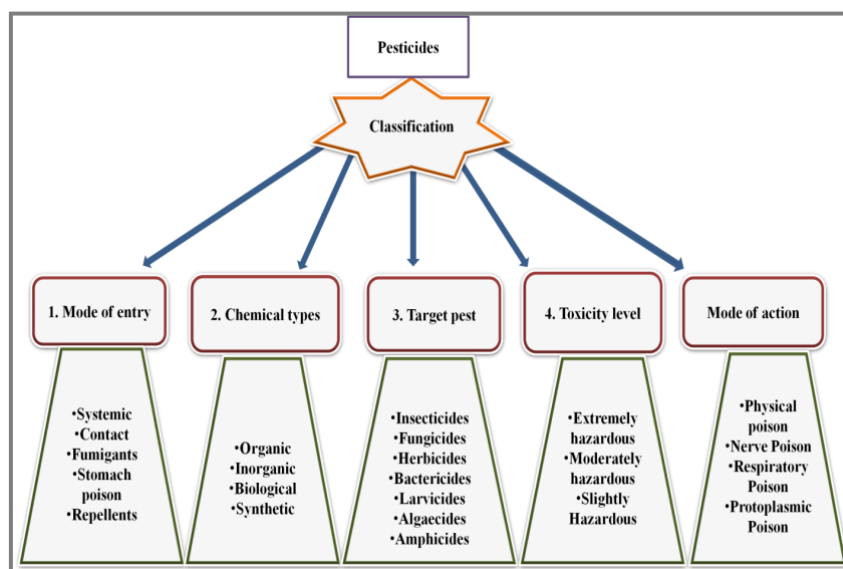 Pesticides
Classification
1. Mode of entry
2. Chemical types
3. Target pest
4. Toxicity level
Mode of action
•Systemic
•Contact
•Fumigants
•Stomach
poison
•Repellents
•Organic
•Inorganic
•Biological
•Synthetic
•Insecticides
•Fungicides
•Herbicides
•Bactericides
•Larvicides
•Algaecides
•Amphicides
•Extremely
hazardous
•Moderately
hazardous
•Slightly
Hazardous
•Physical
poison
•Nerve Poison
•Respiratory
Poison
•Protoplasmic
Poison